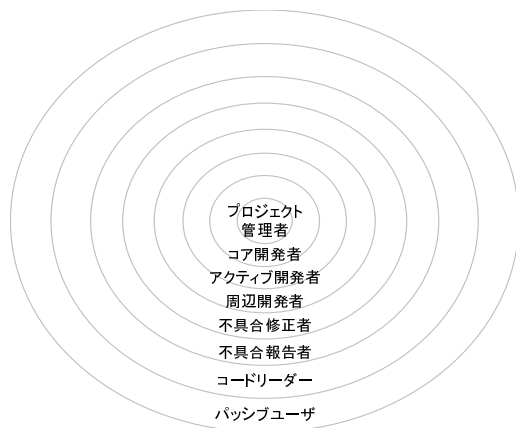 プロジェクト
管理者
コア開発者
アクティブ開発者
周辺開発者
不具合修正者
不具合報告者
コードリーダー
パッシブユーザ